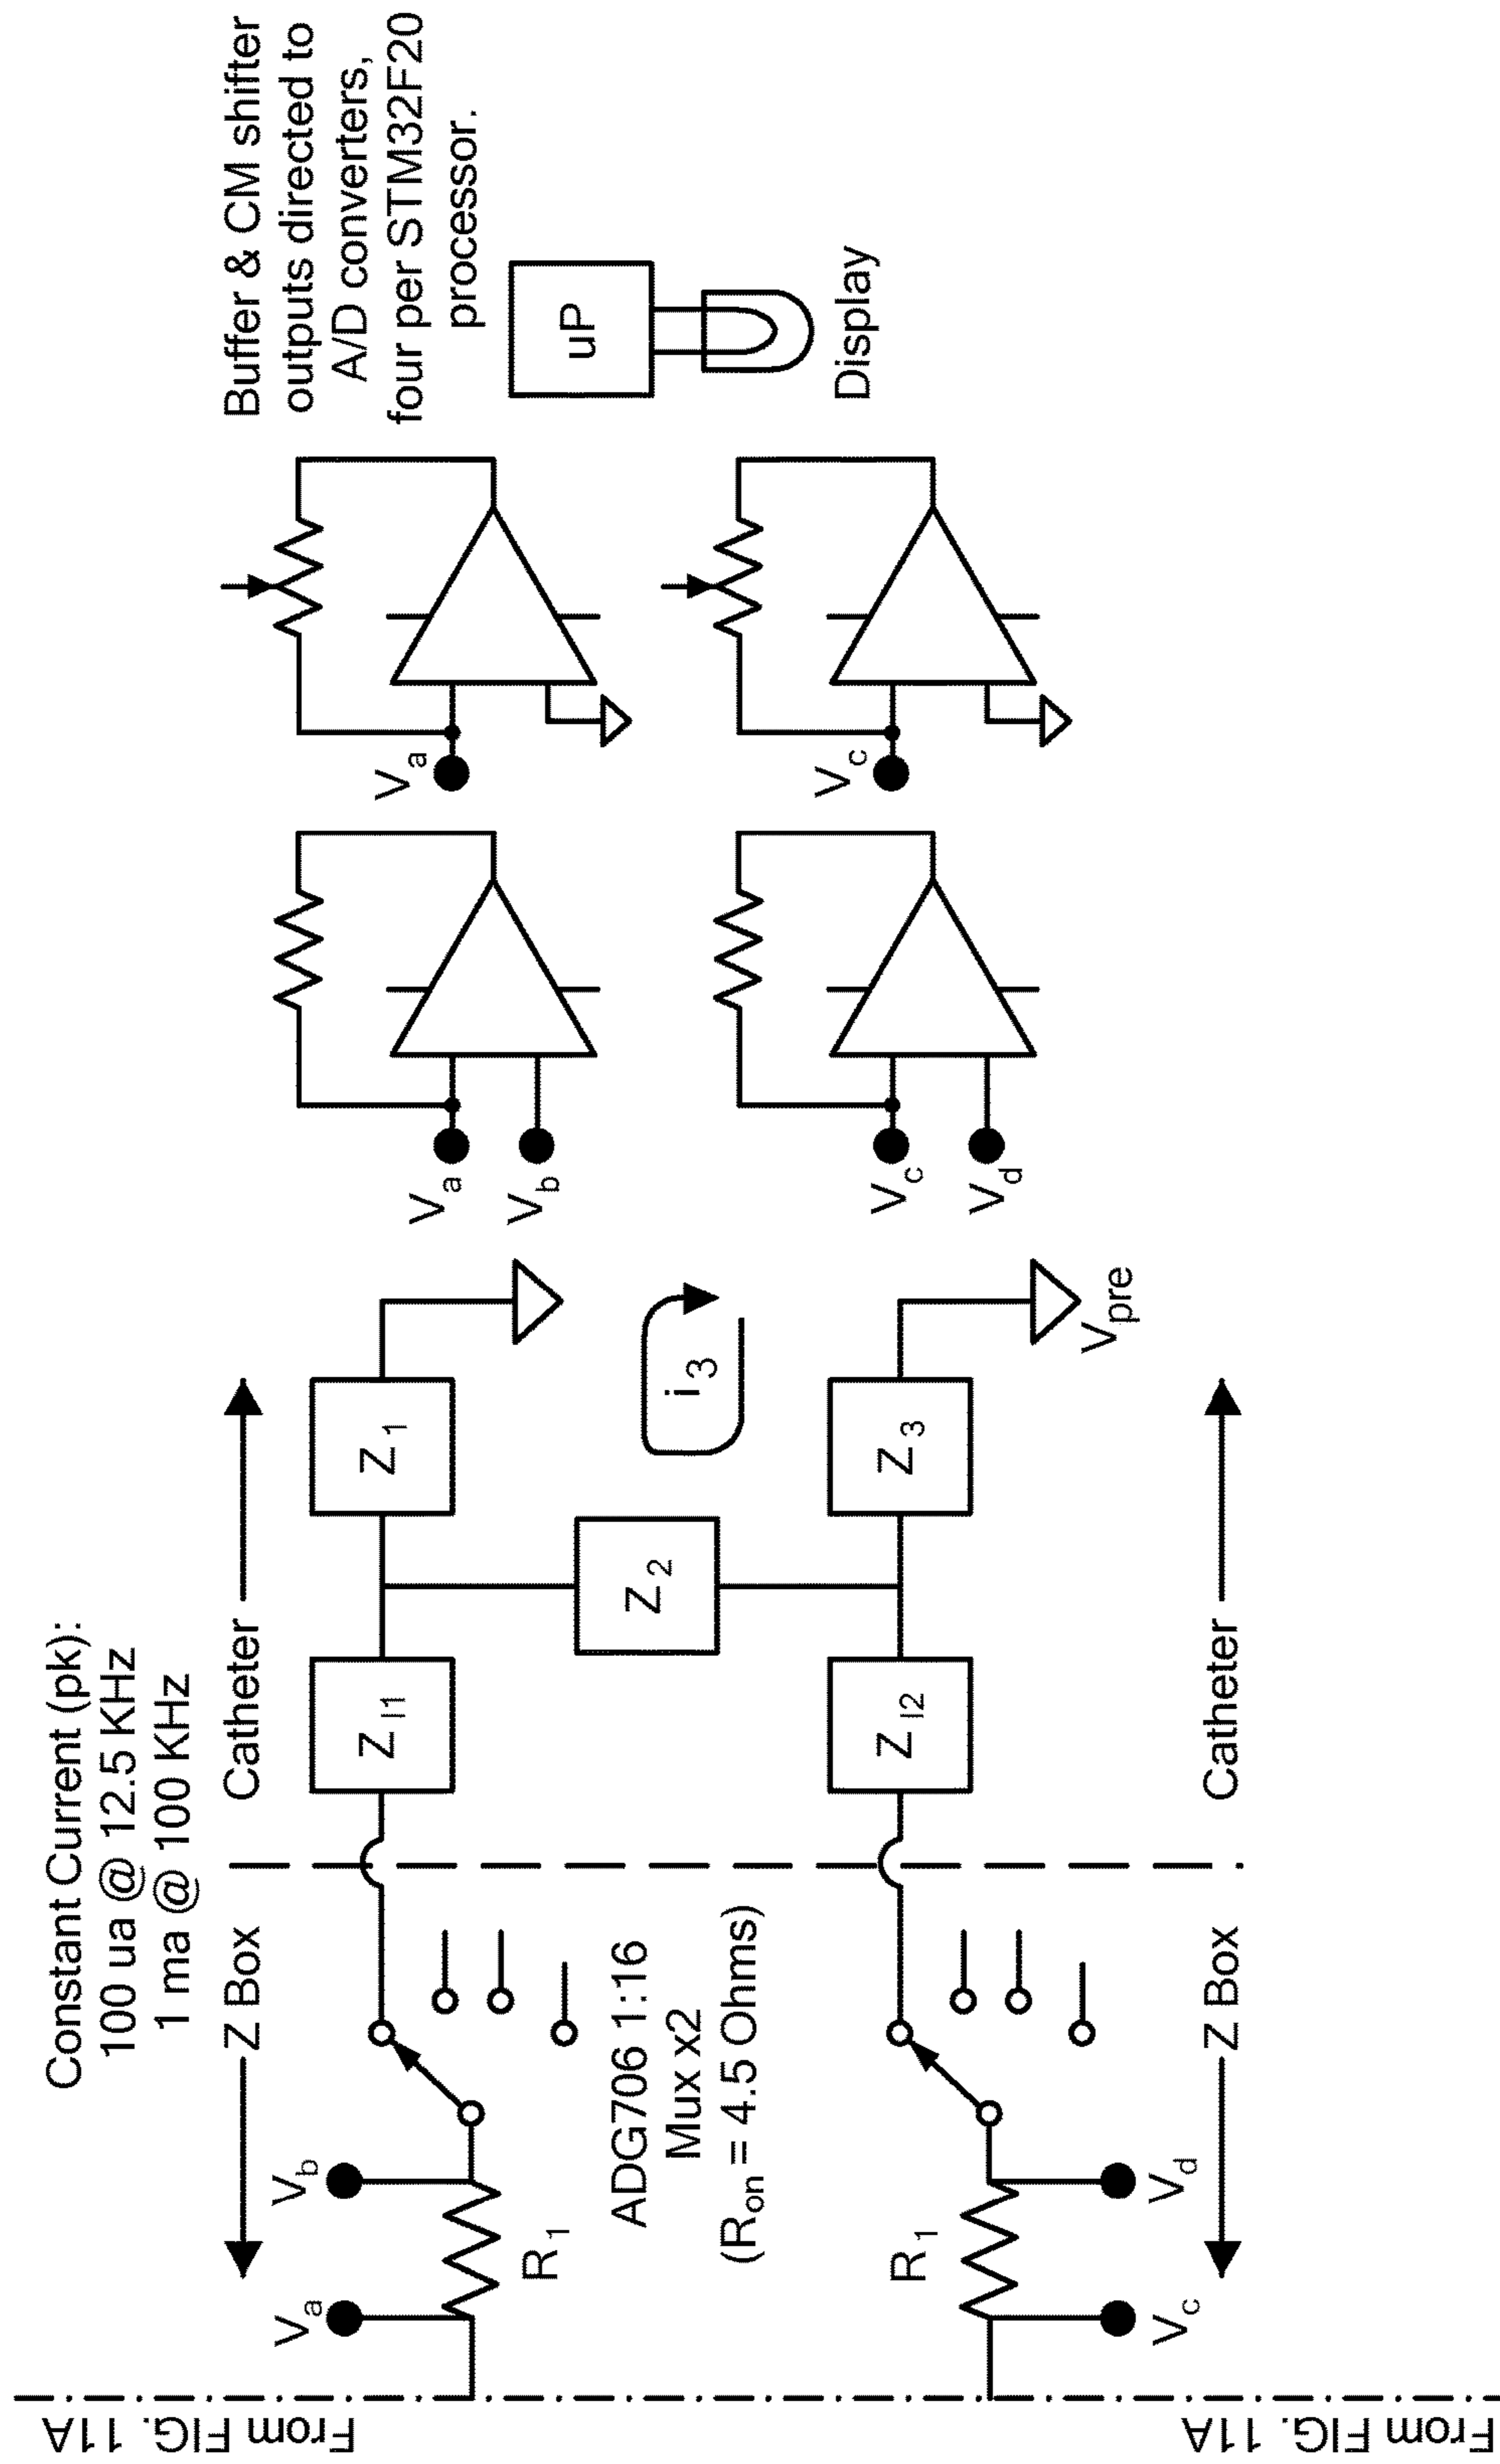 From FIG. 11A
From FIG. 11A
Constant Current (pk):
100 ua @ 12.5 KHz
1 ma @ 100 KHz
Z Box
Catheter
Va
Vb
R1
ADG706 1:16
Mux x2
(Ron = 4.5 Ohms)
R1
Vc
Vd
Z Box
Catheter
Zl1
Z1
Z2
Zl2
Z3
i3
Vpre
Va
Vb
Vc
Vd
Va
Vc
Buffer & CM shifter
outputs directed to
A/D converters,
four per STM32F20
processor.
uP
Display